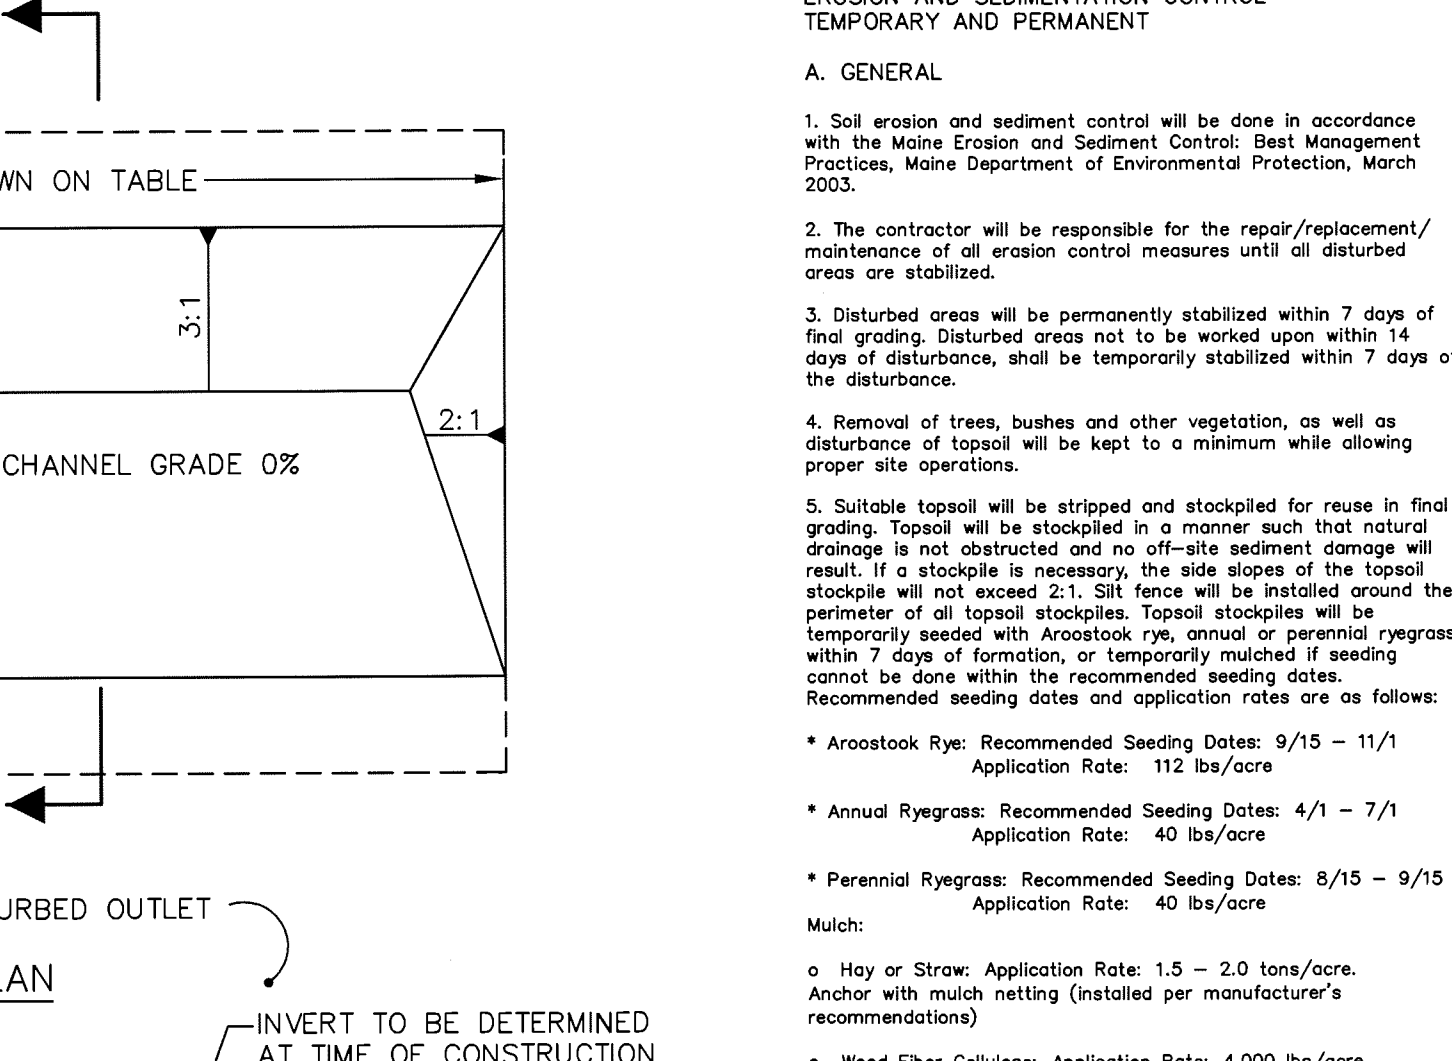 WN ON TABLE
3:1
2:1
CHANNEL GRADE 0%
URBED OUTLET
LAN
INVERT TO BE DETERMINED
AT TIME OF CONSTRUCTION
EROSION AND SEDIMENTATION CONTROL
TEMPORARY AND PERMANENT
A. GENERAL
1. Soil erosion and sediment control will be done in accordance
with the Maine Erosion and Sediment Control: Best Management
Practices, Maine Department of Environmental Protection, March
2003.
2. The contractor will be responsible for the repair/replacement/
maintenance of all erosion control measures until all disturbed
areas are stabilized.
3. Disturbed areas will be permanently stabilized within 7 days of
final grading. Disturbed areas not to be worked upon within 14
days of disturbance, shall be temporarily stabilized within 7 days of
the disturbance.
4. Removal of trees, bushes and other vegetation, as well as
disturbance of topsoil will be kept to a minimum while allowing
proper site operations.
5. Suitable topsoil will be stripped and stockpiled for reuse in final
grading. Topsoil will be stockpiled in a manner such that natural
drainage is not obstructed and no off-site sediment damage will
result. If a stockpile is necessary, the side slopes of the topsoil
stockpile will not exceed 2:1. Silt fence will be installed around the
perimeter of all topsoil stockpiles. Topsoil stockpiles will be
temporarily seeded with Aroostook rye, annual or perennial ryegrass
within 7 days of formation, or temporarily mulched if seeding
cannot be done within the recommended seeding dates.
Recommended seeding dates and application rates are as follows:
* Aroostook Rye: Recommended Seeding Dates: 9/15 - 11/1
Application Rate: 112 lbs/acre
* Annual Ryegrass: Recommended Seeding Dates: 4/1 - 7/1
Application Rate: 40 lbs/acre
* Perennial Ryegrass: Recommended Seeding Dates: 8/15 - 9/15
Application Rate: 40 lbs/acre
Mulch:
o Hay or Straw: Application Rate: 1.5 - 2.0 tons/acre.
Anchor with mulch netting (installed per manufacturer's
recommendations)
o Wood Fiber Cellulose: Application Rate: 4,000 lbs/acre